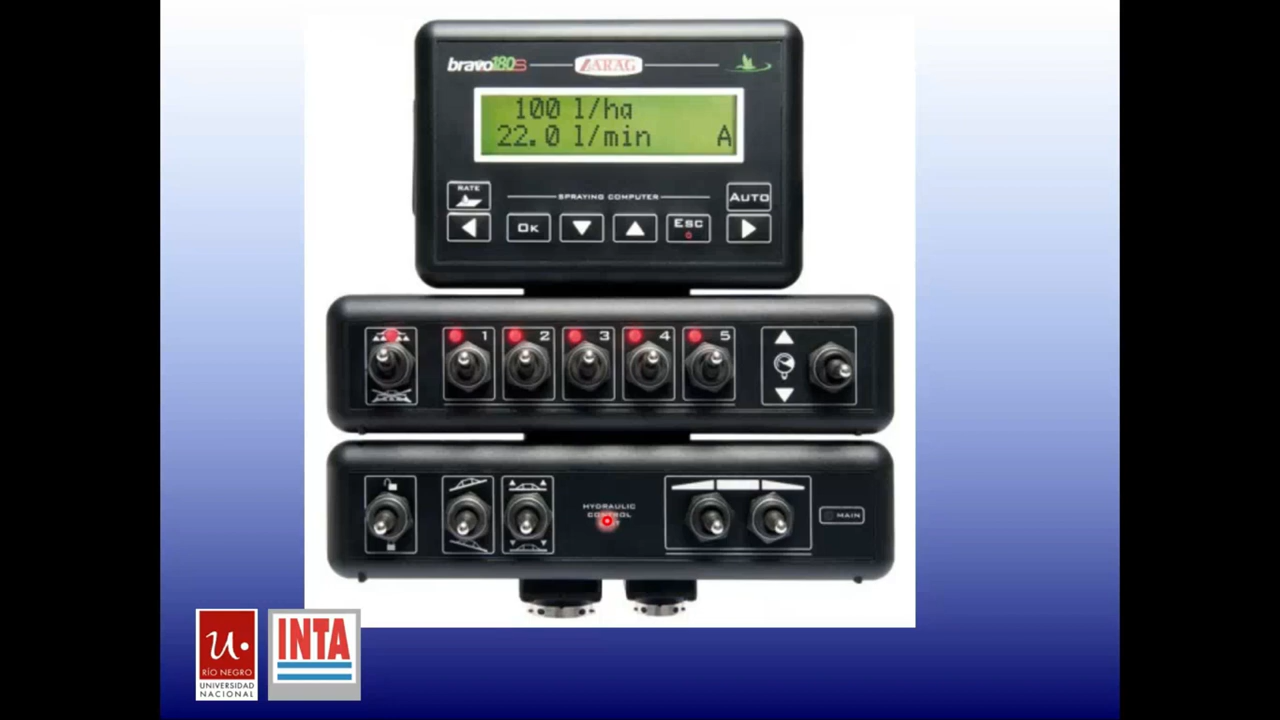 bravo180S
ARAG
100 l/ha
22.0 l/min A
RATE
SPRAYING COMPUTER
AUTO
OK
ESC
1 2 3 4 5
HYDRAULIC
CONTROL
MAIN
u.
RÍO NEGRO
UNIVERSIDAD
NACIONAL
INTA